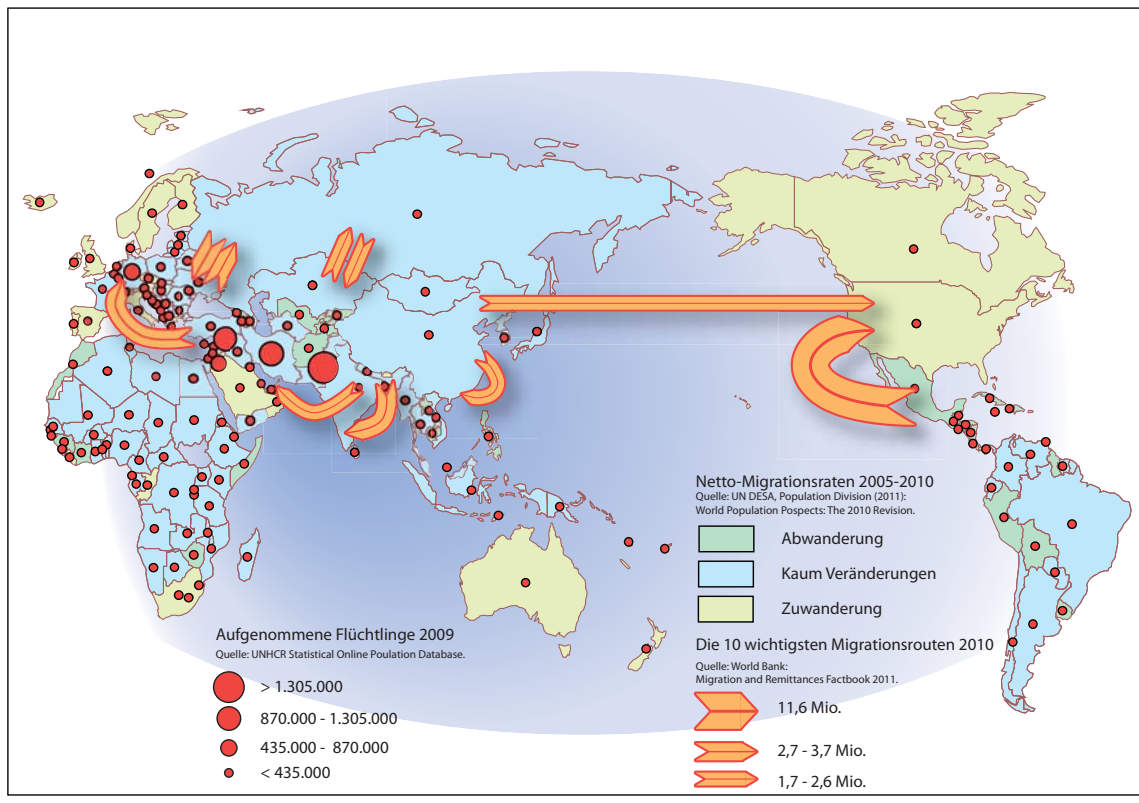 Netto-Migrationsraten 2005-2010
Quelle: UN DESA, Population Division (2011):
World Population Pospects: The 2010 Revision.
Abwanderung
Kaum Veränderungen
Zuwanderung
Aufgenommene Flüchtlinge 2009
Quelle: UNHCR Statistical Online Poulation Database.
> 1.305.000
870.000 - 1.305.000
435.000 - 870.000
< 435.000
Die 10 wichtigsten Migrationsrouten 2010
Quelle: World Bank:
Migration and Remittances Factbook 2011.
11,6 Mio.
2,7 - 3,7 Mio.
1,7 - 2,6 Mio.